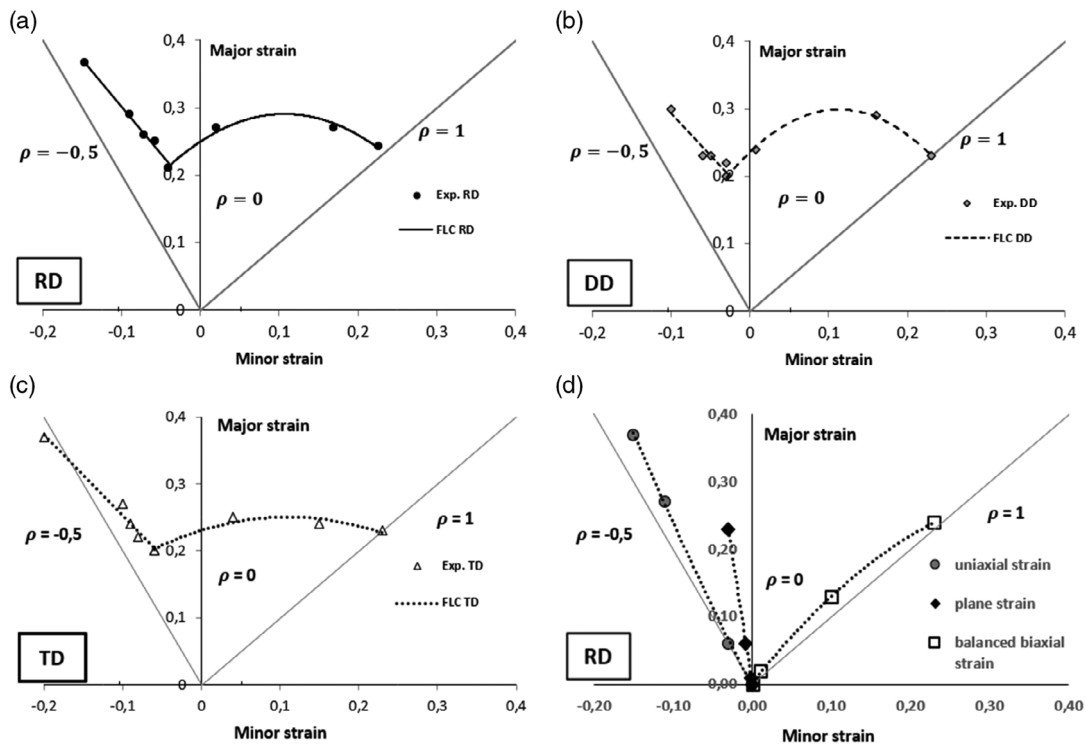 (a)
0,4
Major strain
0,3
ρ = −0,5
0,2
ρ = 1
ρ = 0
Exp. RD
FLC RD
0,1
RD
0
-0,2 -0,1 0 0,1 0,2 0,3 0,4
Minor strain
(b)
0,4
Major strain
0,3
ρ = −0,5
0,2
ρ = 1
ρ = 0
Exp. DD
FLC DD
0,1
DD
0
-0,2 -0,1 0 0,1 0,2 0,3 0,4
Minor strain
(c)
0,4
Major strain
0,3
0,2
ρ = -0,5
ρ = 1
ρ = 0
Exp. TD
FLC TD
0,1
TD
0
-0,2 -0,1 0 0,1 0,2 0,3 0,4
Minor strain
(d)
0,40
Major strain
0,30
0,20
ρ = -0,5
ρ = 1
ρ = 0
uniaxial strain
plane strain
balanced biaxial
strain
0,10
RD
0,00
-0,20 -0,10 0,00 0,10 0,20 0,30 0,40
Minor strain